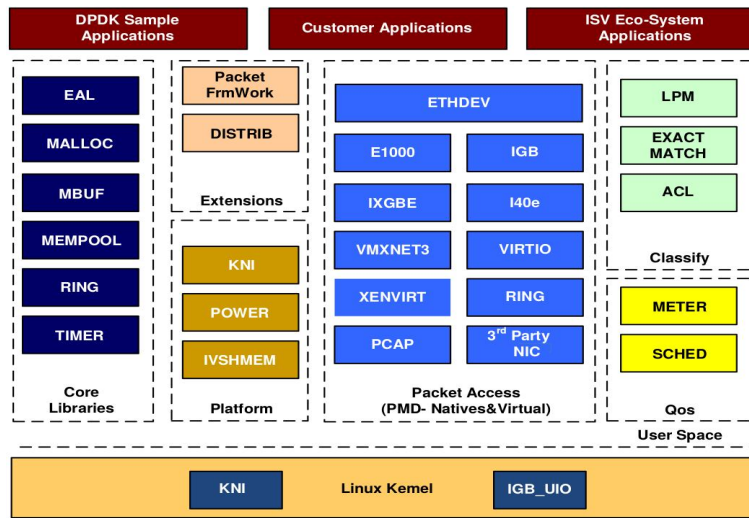 DPDK Sample
Applications
Customer Applications
ISV Eco-System
Applications
EAL
MALLOC
MBUF
MEMPOOL
RING
TIMER
Core
Libraries
Packet
FrmWork
DISTRIB
Extensions
KNI
POWER
IVSHMEM
Platform
ETHDEV
E1000
IGB
IXGBE
I40e
VMXNET3
VIRTIO
XENVIRT
RING
PCAP
3rd Party
NIC
Packet Access
(PMD- Natives&Virtual)
LPM
EXACT
MATCH
ACL
Classify
METER
SCHED
Qos
User Space
KNI
Linux Kernel
IGB_UIO